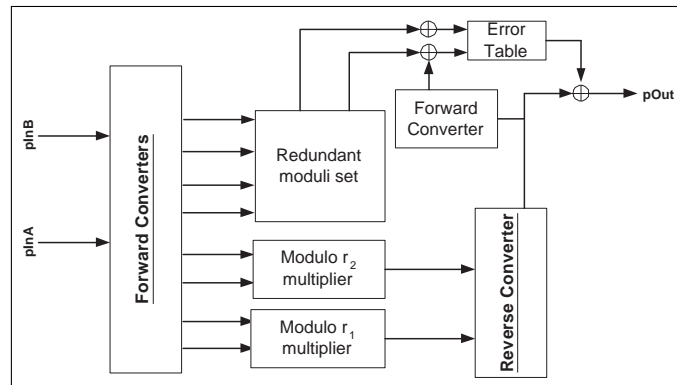 Error
Table
pOut
Forward
Converter
pInB
Redundant
moduli set
Forward Converters
pInA
Modulo r2
multiplier
Reverse Converter
Modulo r1
multiplier